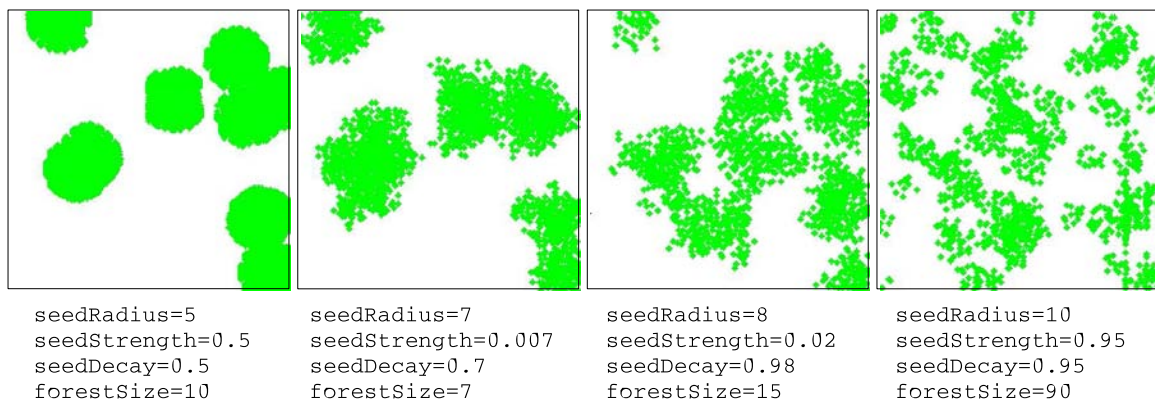 seedRadius=5
seedStrength=0.5
seedDecay=0.5
forestSize=10
seedRadius=7
seedStrength=0.007
seedDecay=0.7
forestSize=7
seedRadius=8
seedStrength=0.02
seedDecay=0.98
forestSize=15
seedRadius=10
seedStrength=0.95
seedDecay=0.95
forestSize=90